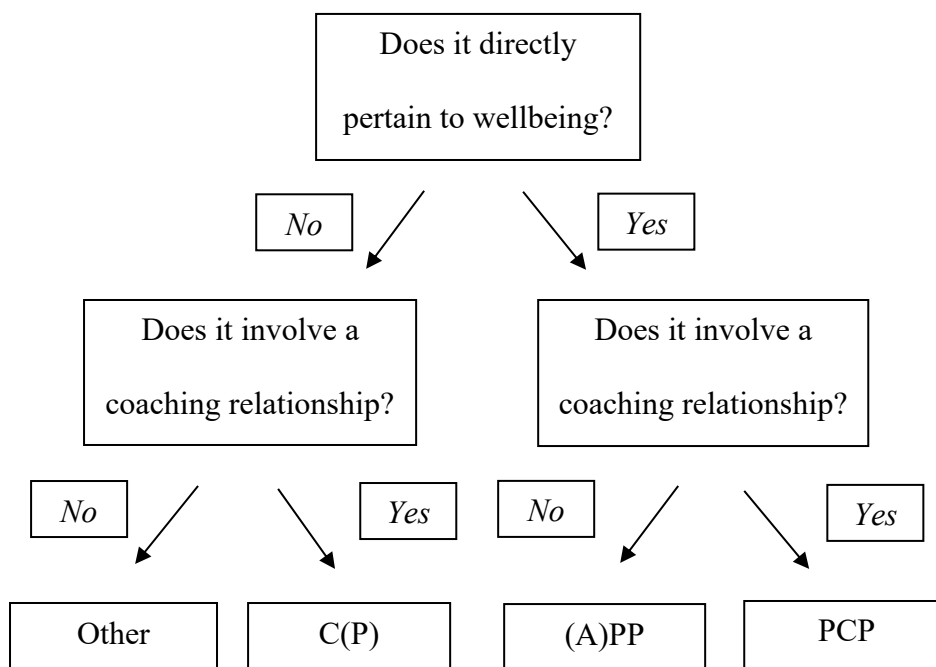 Does it directly
pertain to wellbeing?
No
Yes
Does it involve a
coaching relationship?
Does it involve a
coaching relationship?
No
Yes
No
Yes
Other
C(P)
(A)PP
PCP